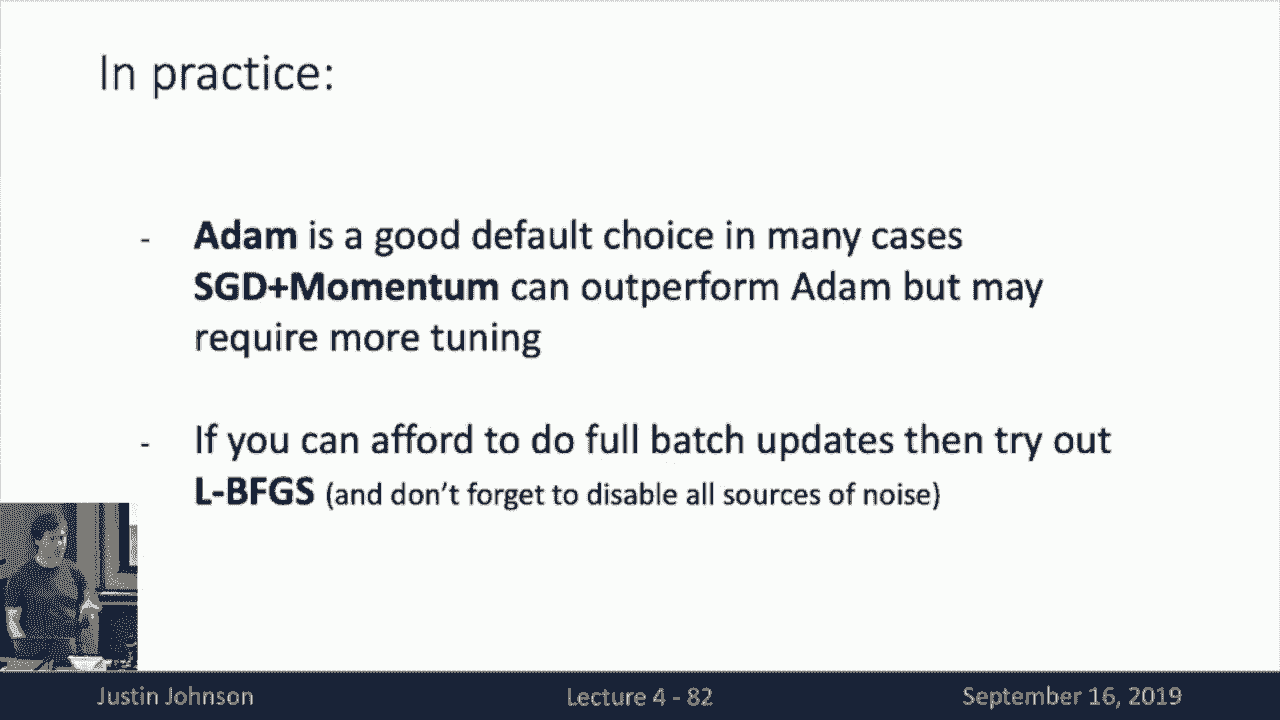 In practice:
- Adam is a good default choice in many cases
SGD+Momentum can outperform Adam but may
require more tuning
- If you can afford to do full batch updates then try out
L-BFGS (and don't forget to disable all sources of noise)
Justin Johnson Lecture 4 - 82 September 16, 2019